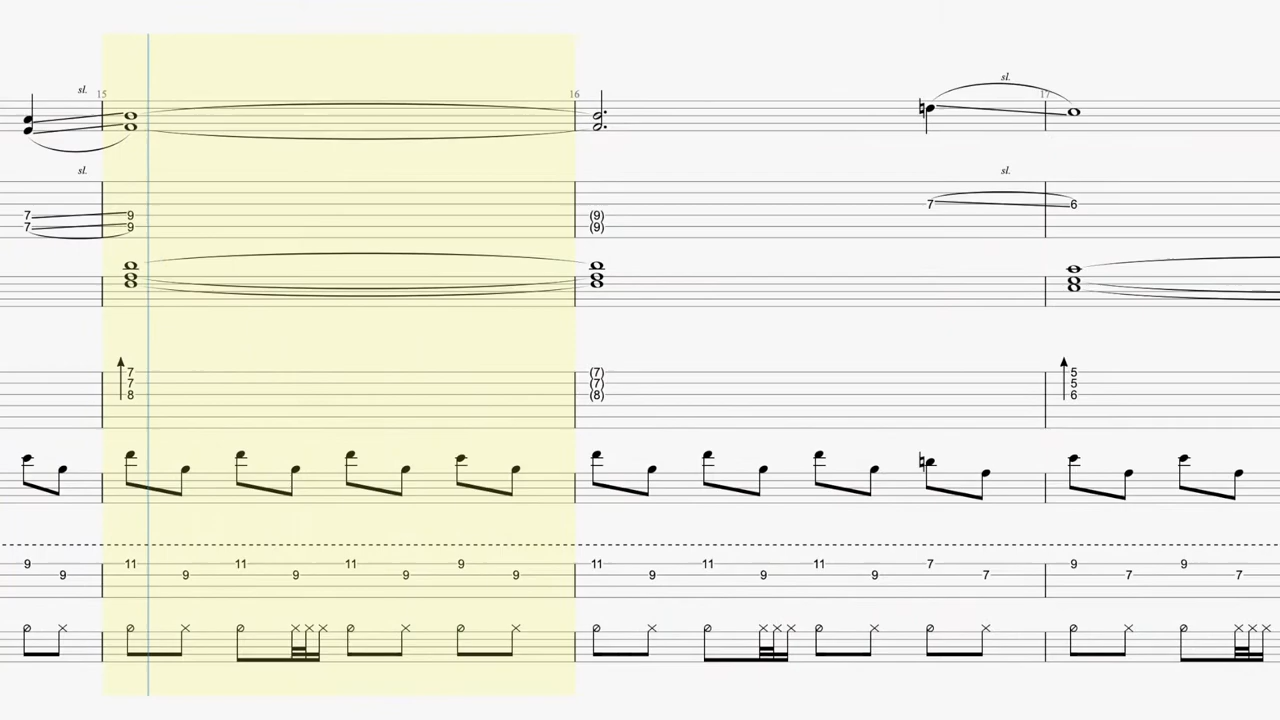 sl. 15 16 sl. 17
sl. sl.
7 9 (9) 7 6
7 9 (9)
7 (7) 5
7 (7) 5
8 (8) 6
9 11 11 11 9 11 11 11 7 9 9
9 9 9 9 9 9 9 9 7 7 7